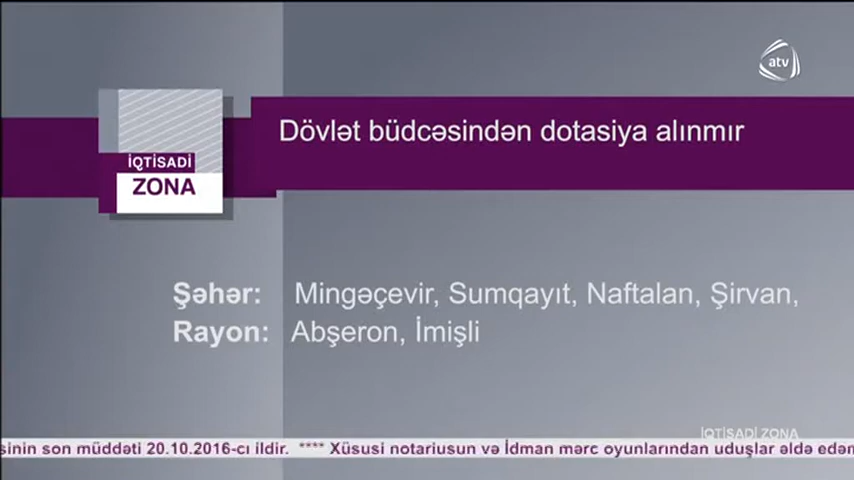 atv
Dövlət büdcəsindən dotasiya alınmır
İQTİSADİ
ZONA
Şəhər: Mingəçevir, Sumqayıt, Naftalan, Şirvan,
Rayon: Abşeron, İmişli
İQTİSADİ ZONA
sinin son müddəti 20.10.2016-cı ildir. **** Xüsusi notariusun və İdman mərc oyunlarından uduşlar əldə edən